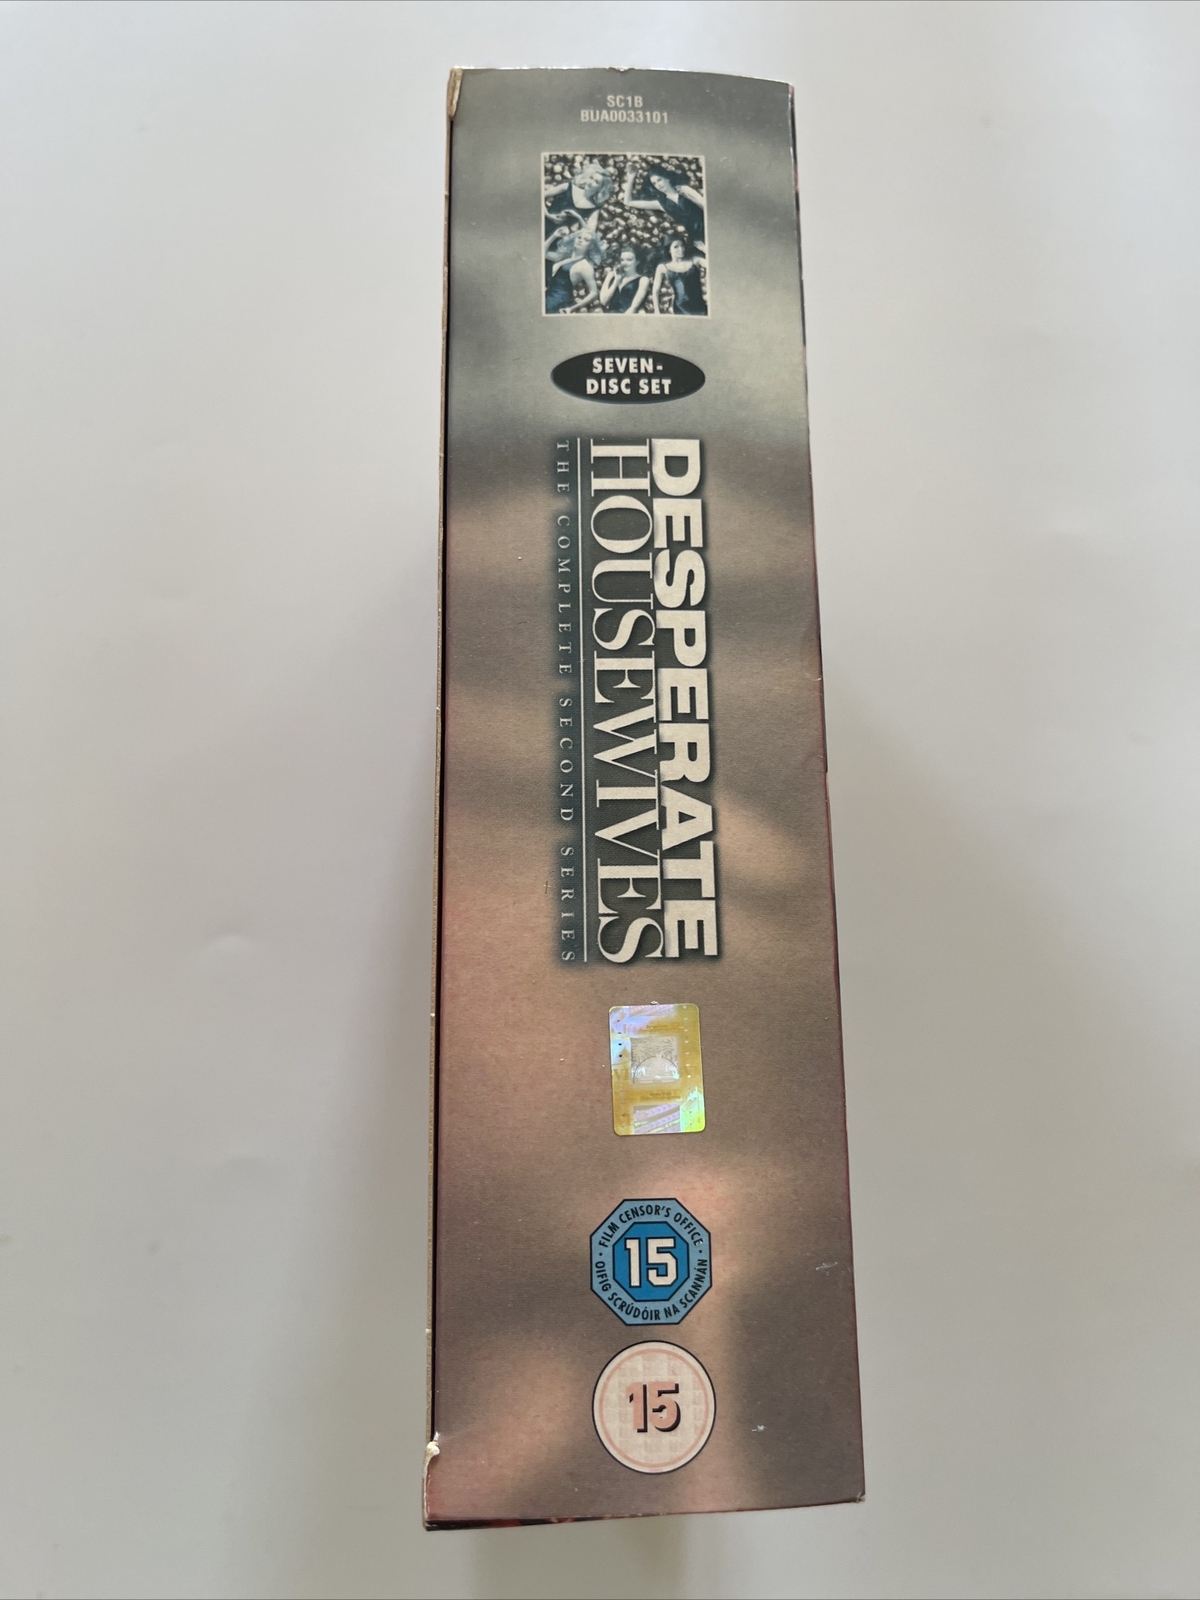 SC1B
BUA0033101
SEVEN-
DISC SET
DESPERATE
HOUSEWIVES
THE COMPLETE SECOND SERIES
· FILM CENSOR'S OFFICE ·
15
OIFIG SCRÚDÓIR NA SCANNÁN
15